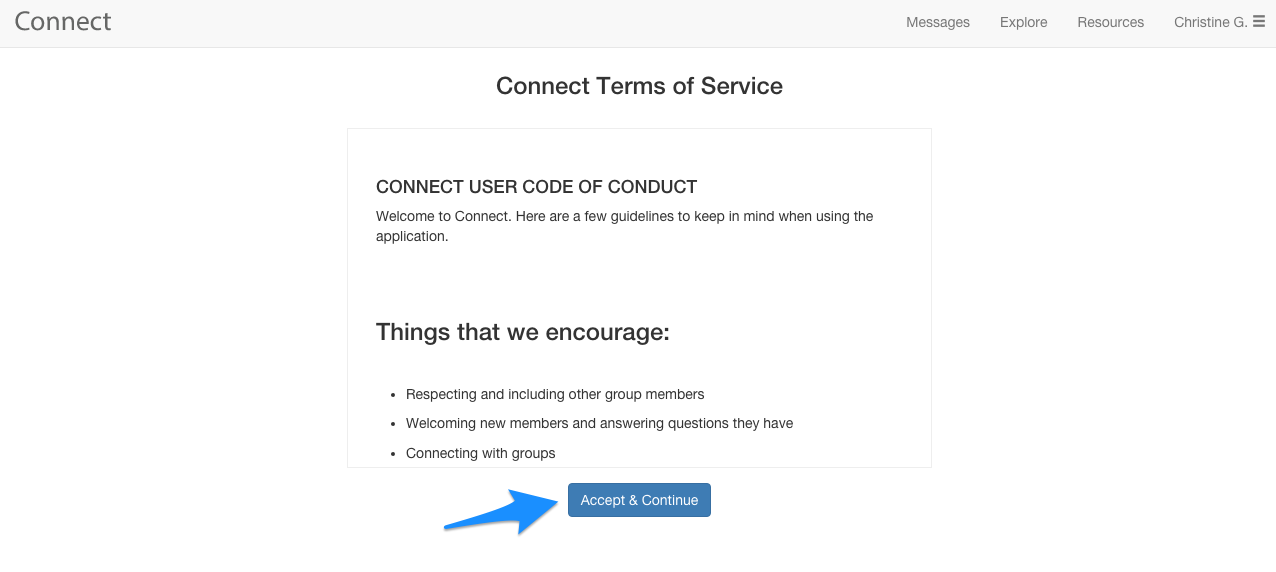 Connect
Messages Explore Resources Christine G.
Connect Terms of Service
CONNECT USER CODE OF CONDUCT
Welcome to Connect. Here are a few guidelines to keep in mind when using the
application.
Things that we encourage:
• Respecting and including other group members
• Welcoming new members and answering questions they have
• Connecting with groups
Accept & Continue